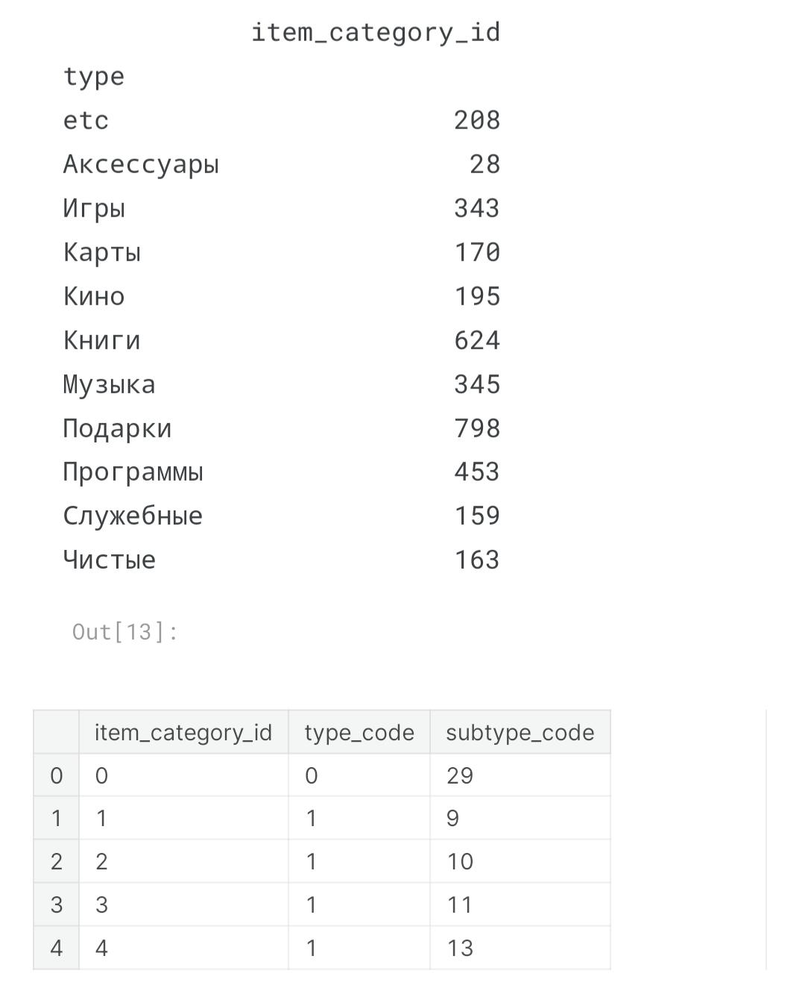 item_category_id
type
etc 208
Аксессуары 28
Игры 343
Карты 170
Кино 195
Книги 624
Музыка 345
Подарки 798
Программы 453
Служебные 159
Чистые 163
Out[13]:
item_category_id type_code subtype_code
0 0 0 29
1 1 1 9
2 2 1 10
3 3 1 11
4 4 1 13